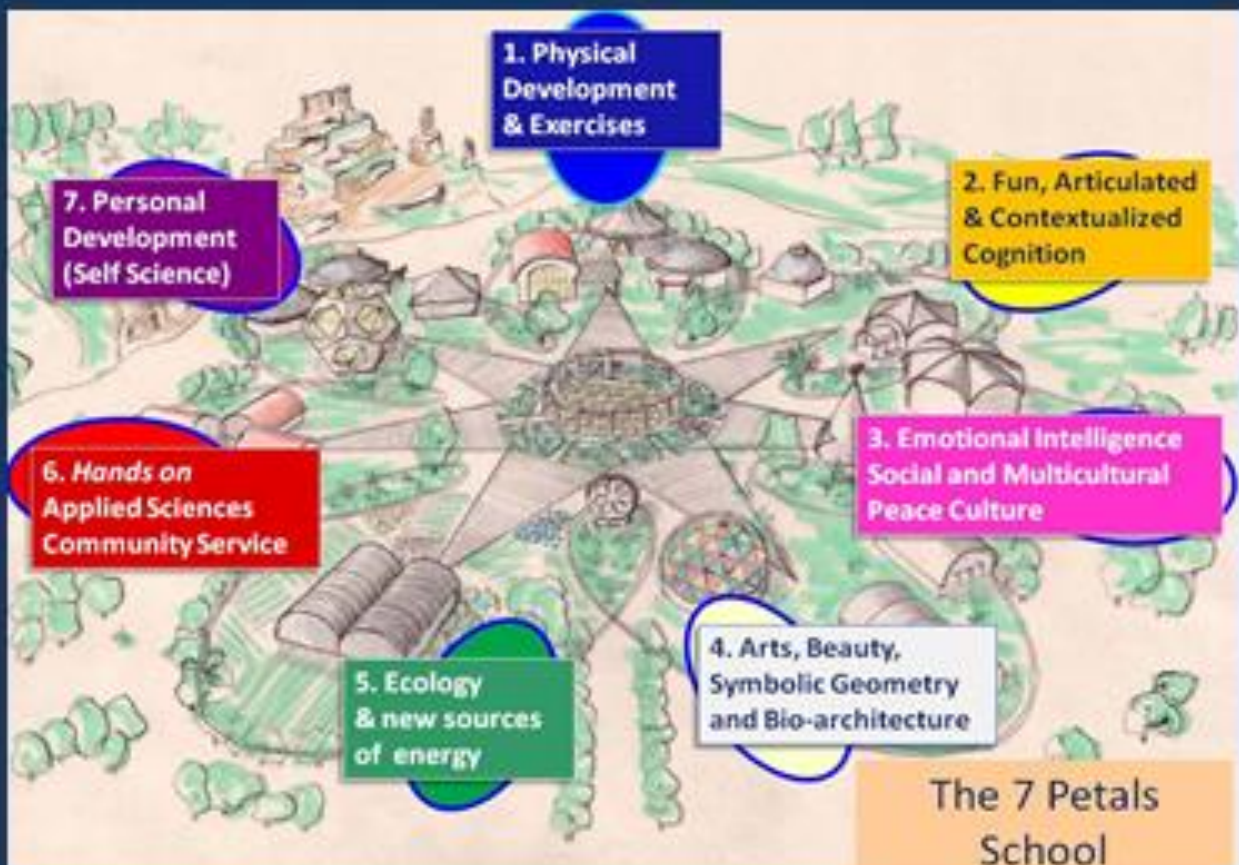 1. Physical
Development
& Exercises
2. Fun, Articulated
& Contextualized
Cognition
3. Emotional Intelligence
Social and Multicultural
Peace Culture
4. Arts, Beauty,
Symbolic Geometry
and Bio-architecture
5. Ecology
& new sources
of energy
6. Hands on
Applied Sciences
Community Service
7. Personal
Development
(Self Science)
The 7 Petals
School